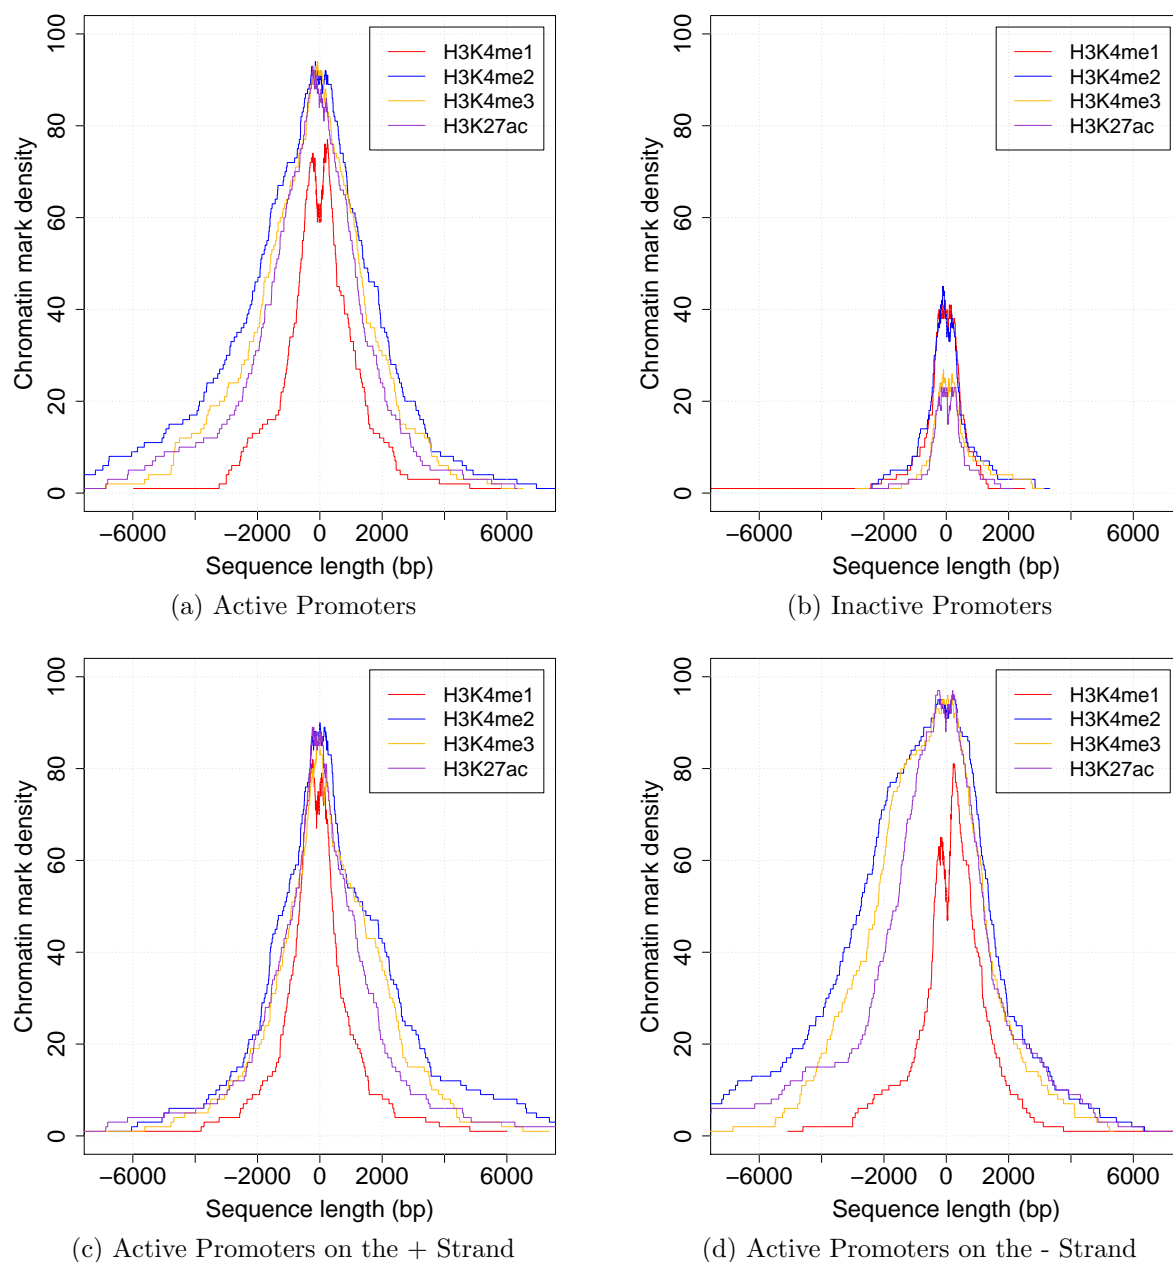 100
80
60
40
20
0
Chromatin mark density
H3K4me1
H3K4me2
H3K4me3
H3K27ac
−6000 −2000 0 2000 6000
Sequence length (bp)
(a) Active Promoters
100
80
60
40
20
0
Chromatin mark density
H3K4me1
H3K4me2
H3K4me3
H3K27ac
−6000 −2000 0 2000 6000
Sequence length (bp)
(b) Inactive Promoters
100
80
60
40
20
0
Chromatin mark density
H3K4me1
H3K4me2
H3K4me3
H3K27ac
−6000 −2000 0 2000 6000
Sequence length (bp)
(c) Active Promoters on the + Strand
100
80
60
40
20
0
Chromatin mark density
H3K4me1
H3K4me2
H3K4me3
H3K27ac
−6000 −2000 0 2000 6000
Sequence length (bp)
(d) Active Promoters on the - Strand